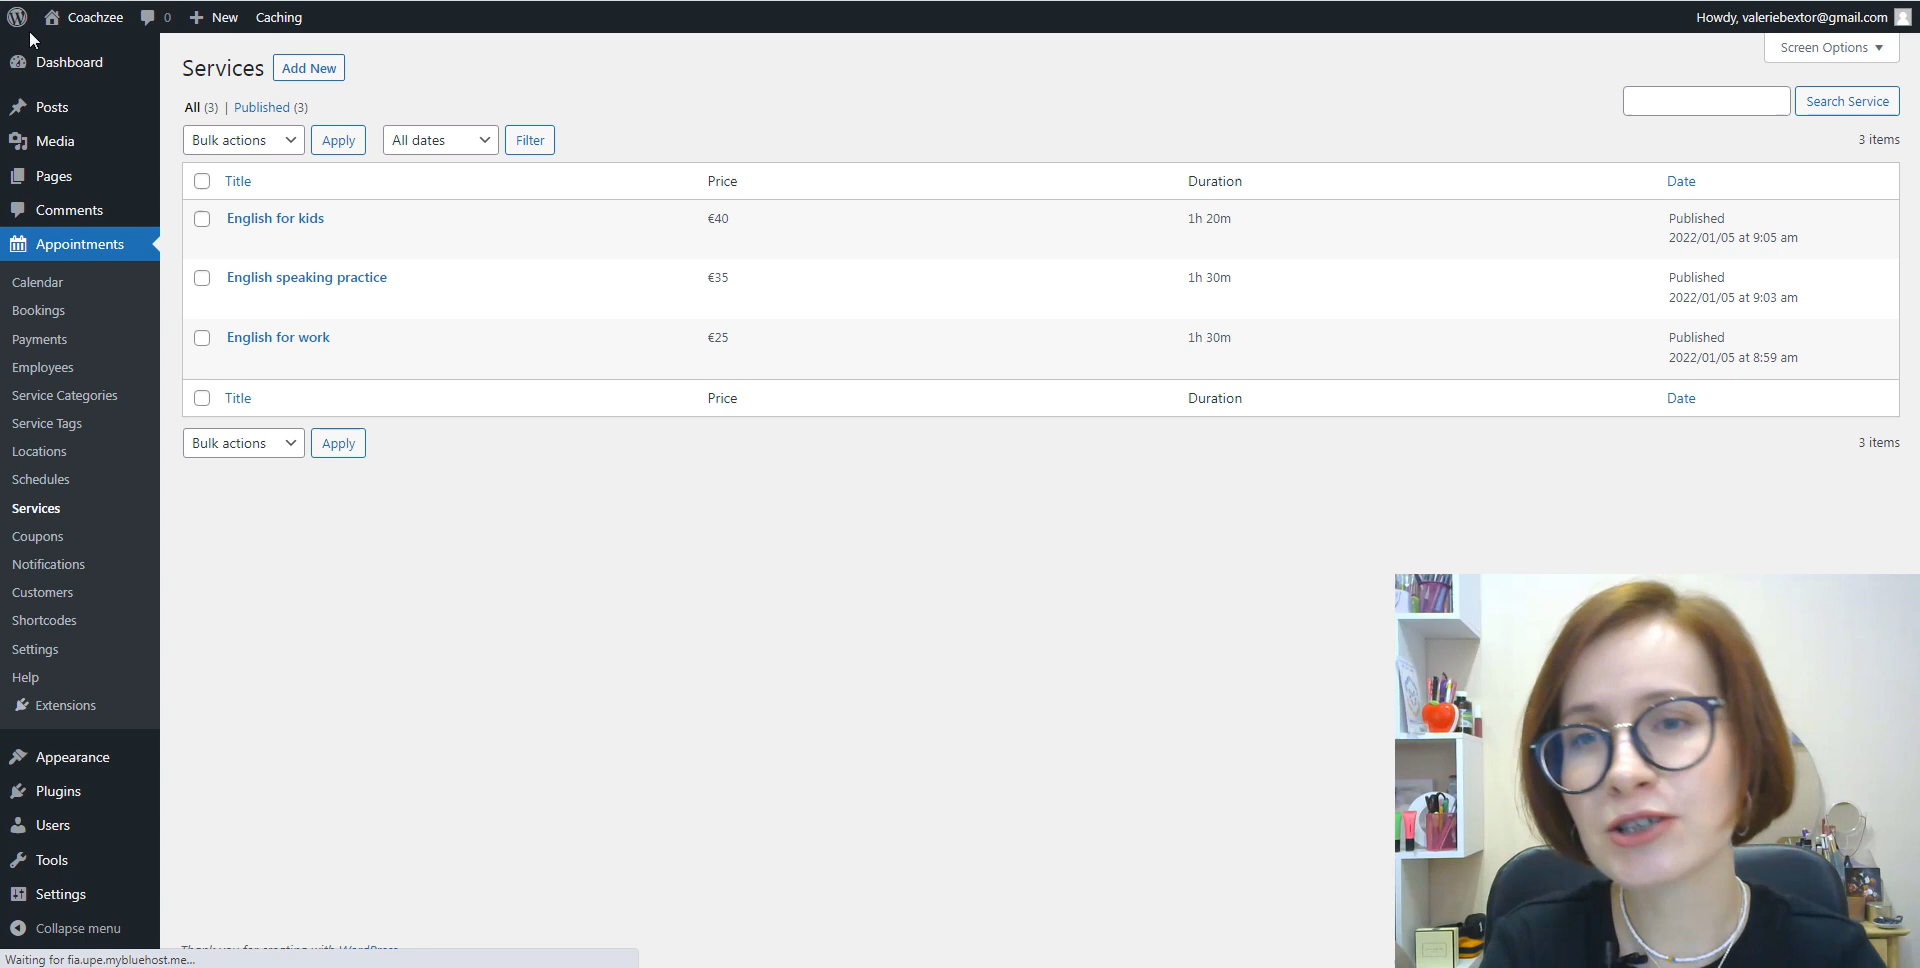 Coachzee 0 New Caching Howdy, valeriebextor@gmail.com
Dashboard
Posts
Media
Pages
Comments
Appointments
Calendar
Bookings
Payments
Employees
Service Categories
Service Tags
Locations
Schedules
Services
Coupons
Notifications
Customers
Shortcodes
Settings
Help
Extensions
Appearance
Plugins
Users
Tools
Settings
Collapse menu
Screen Options
Services Add New
All (3) | Published (3)
Search Service
Bulk actions Apply All dates Filter 3 items
Title Price Duration Date
English for kids €40 1h 20m Published
2022/01/05 at 9:05 am
English speaking practice €35 1h 30m Published
2022/01/05 at 9:03 am
English for work €25 1h 30m Published
2022/01/05 at 8:59 am
Title Price Duration Date
Bulk actions Apply 3 items
Thank you for creating with WordPress
Waiting for fia.upe.mybluehost.me...